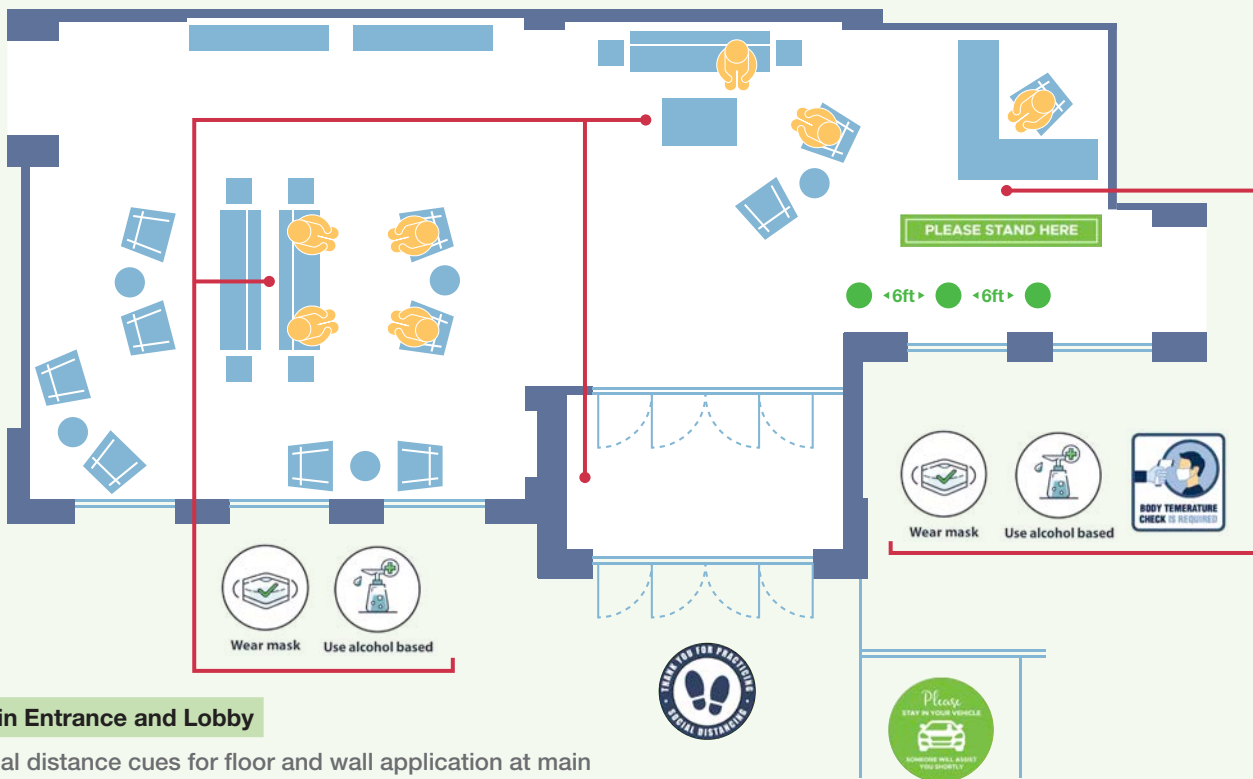 PLEASE STAND HERE
6ft 6ft
Wear mask
Use alcohol based
BODY TEMERATURE
CHECK IS REQUIRED
Wear mask
Use alcohol based
THANK YOU FOR PRACTICING
SOCIAL DISTANCING
Please
STAY IN YOUR VEHICLE
SOMEONE WILL ASSIST
YOU SHORTLY
in Entrance and Lobby
al distance cues for floor and wall application at main